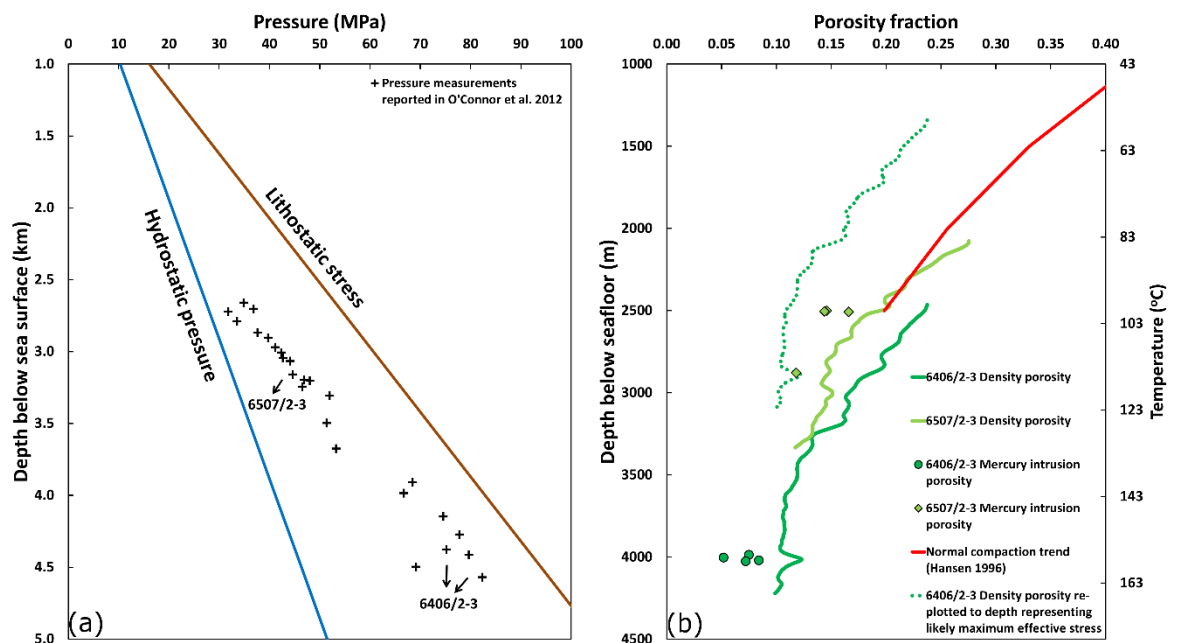 Pressure (MPa)
0 10 20 30 40 50 60 70 80 90 100
Depth below sea surface (km)
1.0
1.5
2.0
2.5
3.0
3.5
4.0
4.5
5.0
+ Pressure measurements
reported in O'Connor et al. 2012
Hydrostatic pressure
Lithostatic stress
6507/2-3
6406/2-3
(a)
Porosity fraction
0.00 0.05 0.10 0.15 0.20 0.25 0.30 0.35 0.40
Depth below seafloor (m)
1000
1500
2000
2500
3000
3500
4000
4500
43
63
83
103
123
143
163
Temperature (°C)
6406/2-3 Density porosity
6507/2-3 Density porosity
6406/2-3 Mercury intrusion
porosity
6507/2-3 Mercury intrusion
porosity
Normal compaction trend
(Hansen 1996)
6406/2-3 Density porosity re-
plotted to depth representing
likely maximum effective stress
(b)